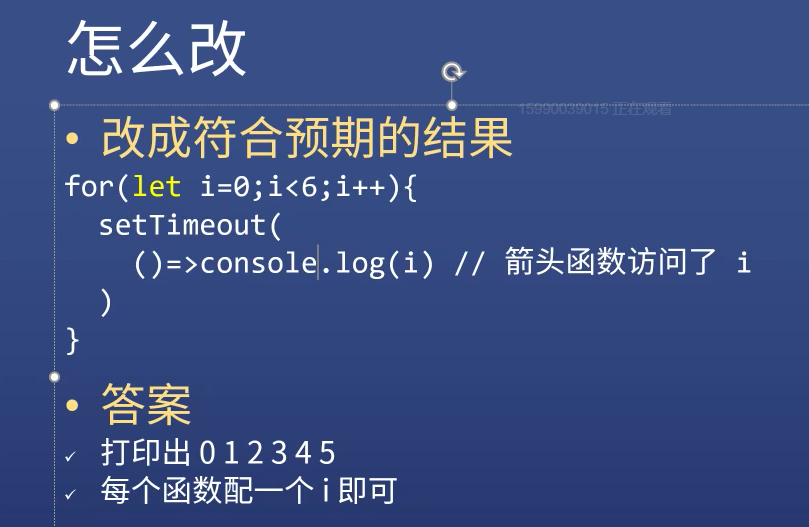 怎么改
15990039015 正在观看
• 改成符合预期的结果
for(let i=0;i<6;i++){
  setTimeout(
    ()=>console.log(i) // 箭头函数访问了 i
  )
}
• 答案
✓ 打印出 0 1 2 3 4 5
✓ 每个函数配一个 i 即可